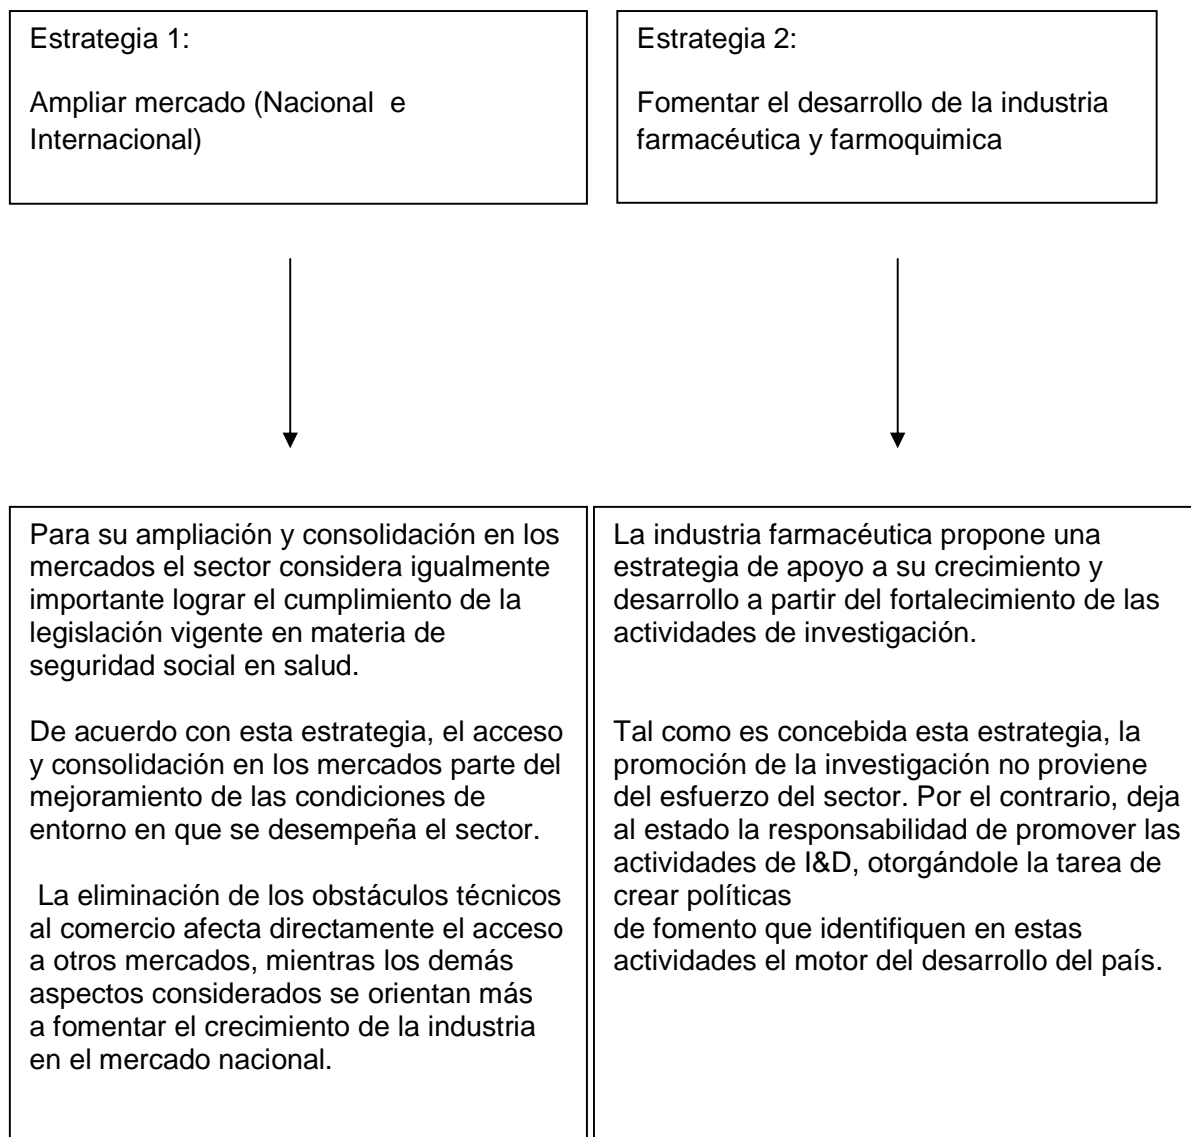 Estrategia 1:
Ampliar mercado (Nacional  e
Internacional)
Estrategia 2:
Fomentar el desarrollo de la industria
farmacéutica y farmoquimica
Para su ampliación y consolidación en los
mercados el sector considera igualmente
importante lograr el cumplimiento de la
legislación vigente en materia de
seguridad social en salud.
De acuerdo con esta estrategia, el acceso
y consolidación en los mercados parte del
mejoramiento de las condiciones de
entorno en que se desempeña el sector.
La eliminación de los obstáculos técnicos
al comercio afecta directamente el acceso
a otros mercados, mientras los demás
aspectos considerados se orientan más
a fomentar el crecimiento de la industria
en el mercado nacional.
La industria farmacéutica propone una
estrategia de apoyo a su crecimiento y
desarrollo a partir del fortalecimiento de las
actividades de investigación.
Tal como es concebida esta estrategia, la
promoción de la investigación no proviene
del esfuerzo del sector. Por el contrario, deja
al estado la responsabilidad de promover las
actividades de I&D, otorgándole la tarea de
crear políticas
de fomento que identifiquen en estas
actividades el motor del desarrollo del país.